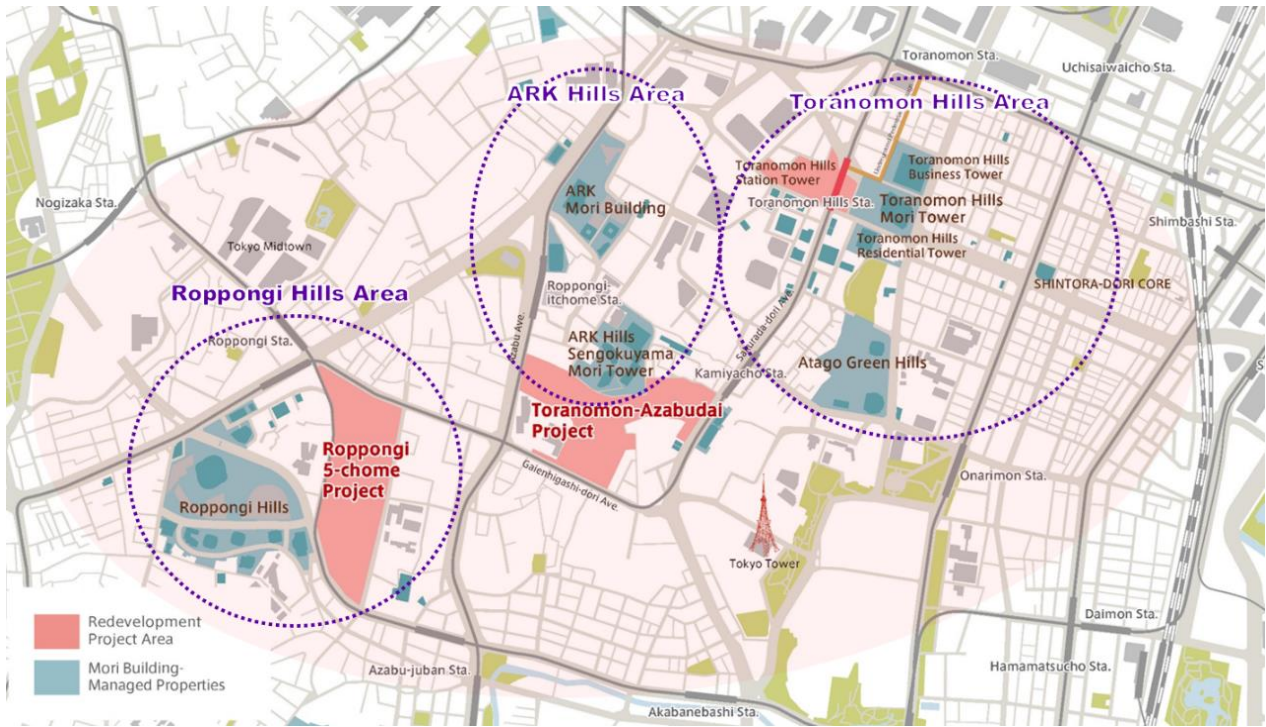 Toranomon Sta.
Uchisaiwaicho Sta.
ARK Hills Area
Toranomon Hills Area
Toranomon Hills
Station Tower
Toranomon Hills
Business Tower
Nogizaka Sta.
ARK
Mori Building
Toranomon Hills Sta.
Toranomon Hills
Mori Tower
Shimbashi Sta.
Tokyo Midtown
Toranomon Hills
Residential Tower
Roppongi Hills Area
Roppongi-
itchome Sta.
SHINTORA-DORI CORE
Roppongi Sta.
Azabu Ave.
ARK Hills
Sengokuyama
Mori Tower
Sakurada-dori Ave.
Kamiyacho Sta.
Atago Green Hills
Toranomon-Azabudai
Project
Roppongi
5-chome
Project
Gaienhigashi-dori Ave.
Onarimon Sta.
Roppongi Hills
Tokyo Tower
Redevelopment
Project Area
Mori Building-
Managed Properties
Azabu-juban Sta.
Daimon Sta.
Hamamatsucho Sta.
Akabanebashi Sta.